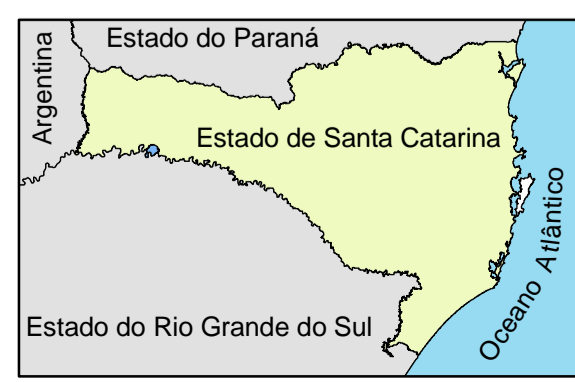 Estado do Paraná
Argentina
Estado de Santa Catarina
Oceano Atlântico
Estado do Rio Grande do Sul